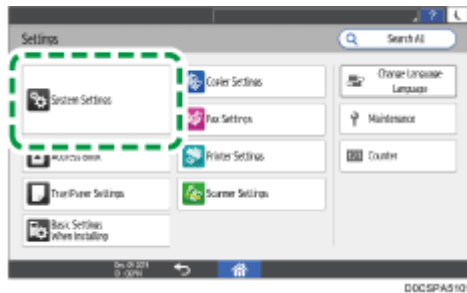 Settings
Search All
System Settings
Copier Settings
Change Language
Language
Fax Settings
Maintenance
Address Book
Printer Settings
Counter
Tray/Paper Settings
Scanner Settings
Basic Settings
When Installing
DOCSPA5101